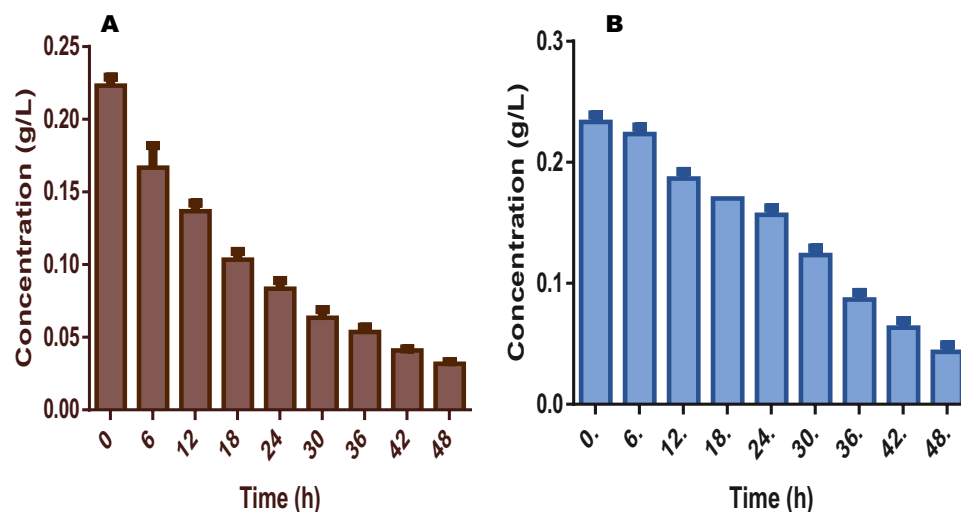 A
Concentration (g/L)
0.25
0.20
0.15
0.10
0.05
0.00
0 6 12 18 24 30 36 42 48
Time (h)
B
Concentration (g/L)
0.3
0.2
0.1
0.0
0. 6. 12. 18. 24. 30. 36. 42. 48.
Time (h)